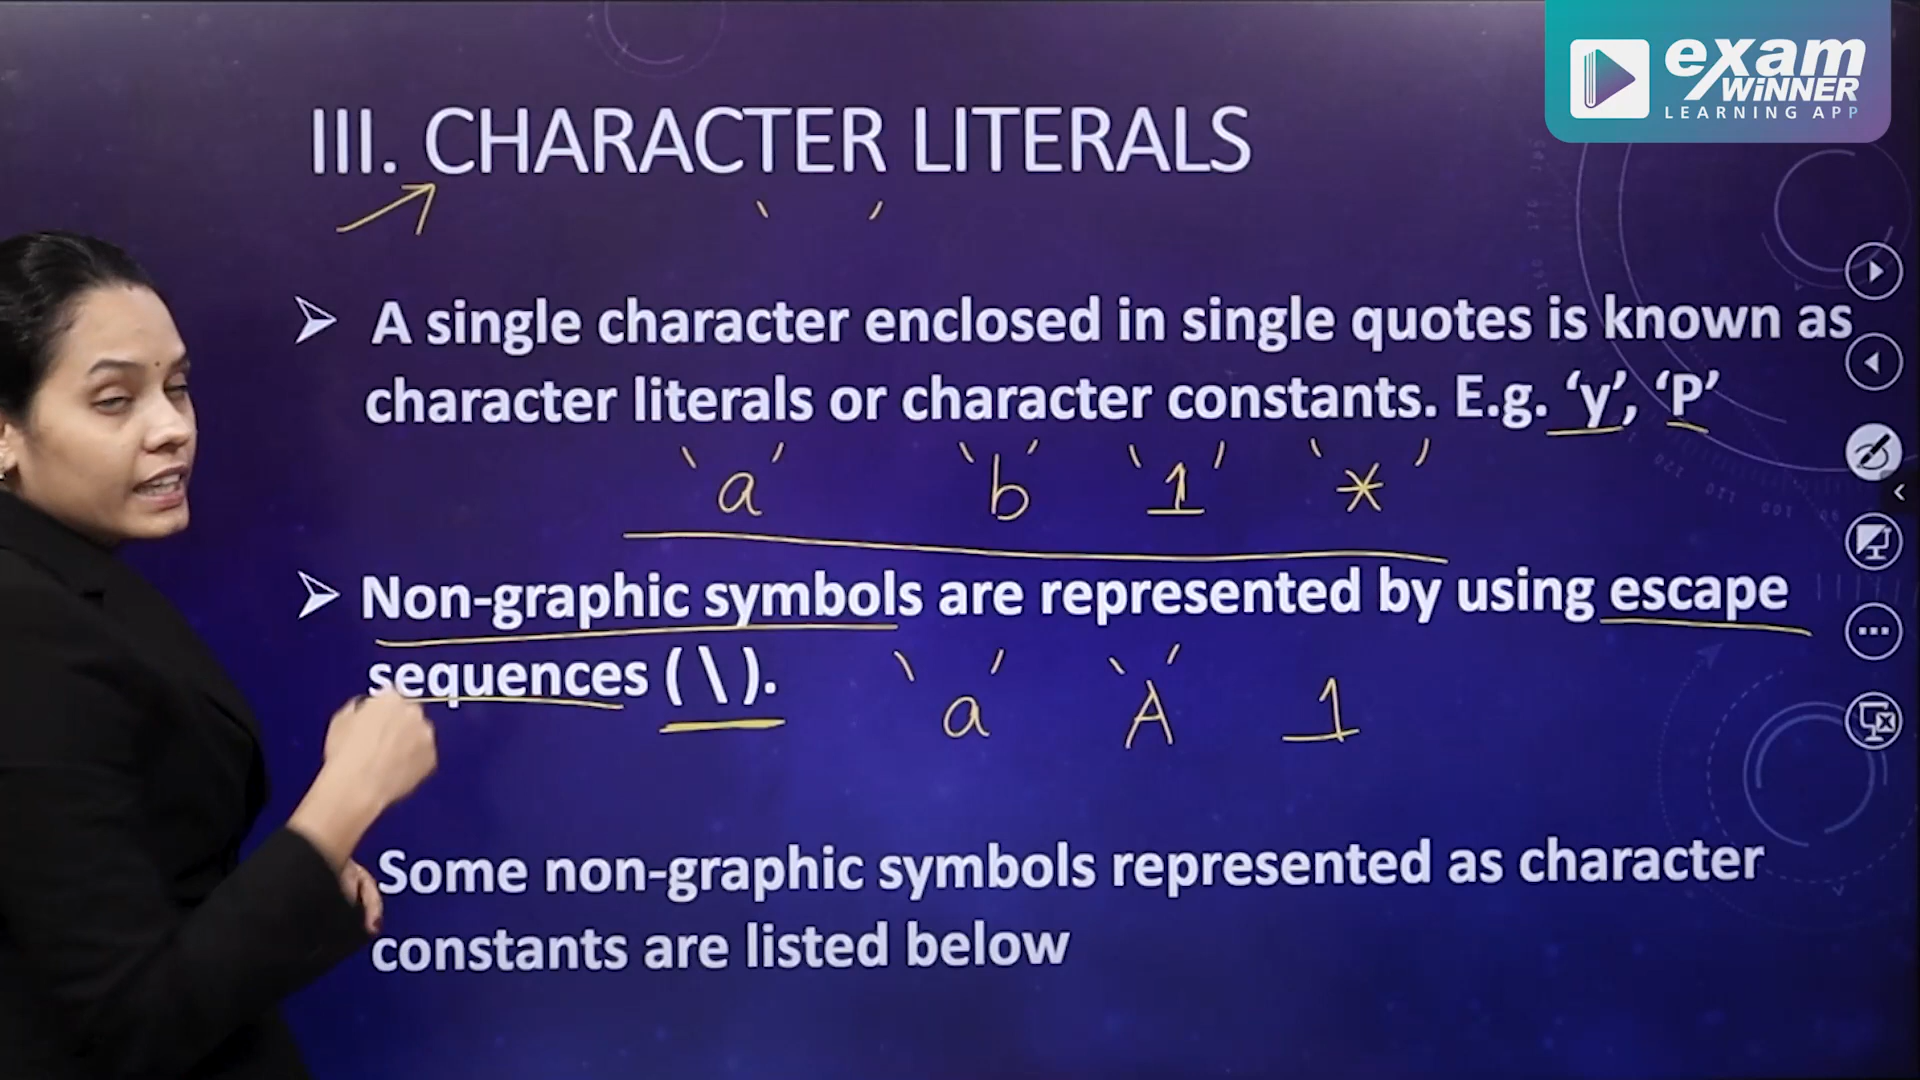 exam
WiNNER
LEARNING APP
III. CHARACTER LITERALS
‘ ’
➢ A single character enclosed in single quotes is known as
character literals or character constants. E.g. ‘y’, ‘P’
‘a’ ‘b’ ‘1’ ‘*’
➢ Non-graphic symbols are represented by using escape
sequences ( \ ).
‘a’ ‘A’ 1
Some non-graphic symbols represented as character
constants are listed below